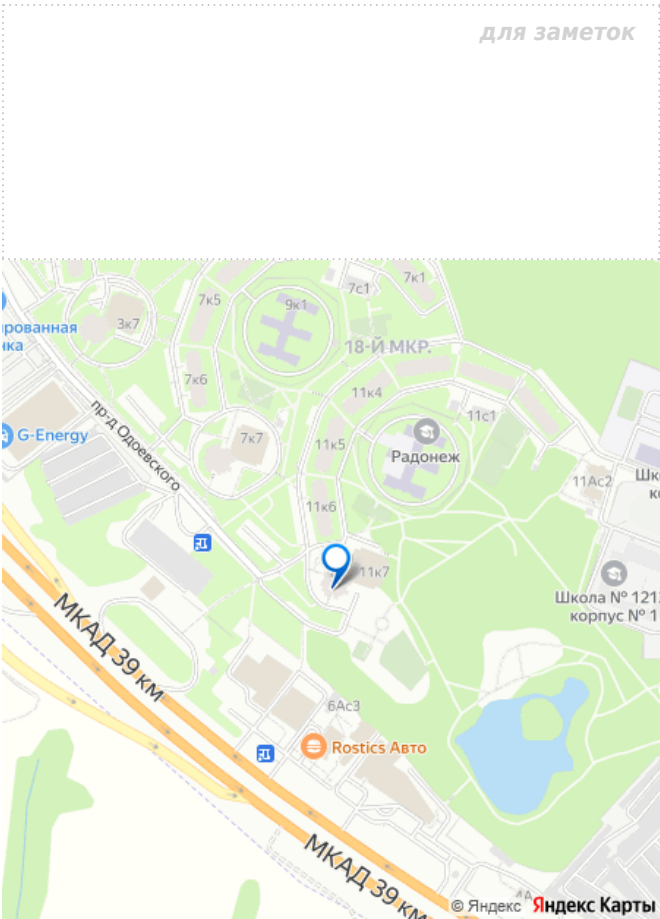 для заметок
7к5
9к1
7с1
7к1
3к7
18-Й МКР.
7к6
11к4
пр-д Одоевского
G-Energy
7к7
11к5
11с1
Радонеж
11Ас2
11к6
11к7
Школа № 121
корпус № 1
МКАД 39 км
6Ас3
Rostics Авто
МКАД 39 км
4А
© Яндекс Яндекс Карты